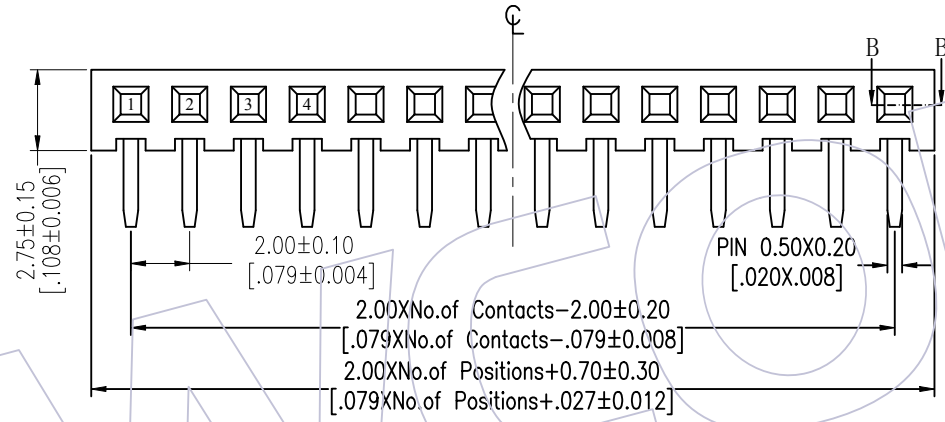 ℄
B B
1 2 3 4
2.75±0.15
[.108±0.006]
2.00±0.10
[.079±0.004]
PIN 0.50X0.20
[.020X.008]
2.00XNo.of Contacts-2.00±0.20
[.079XNo.of Contacts-.079±0.008]
2.00XNo.of Positions+0.70±0.30
[.079XNo.of Positions+.027±0.012]